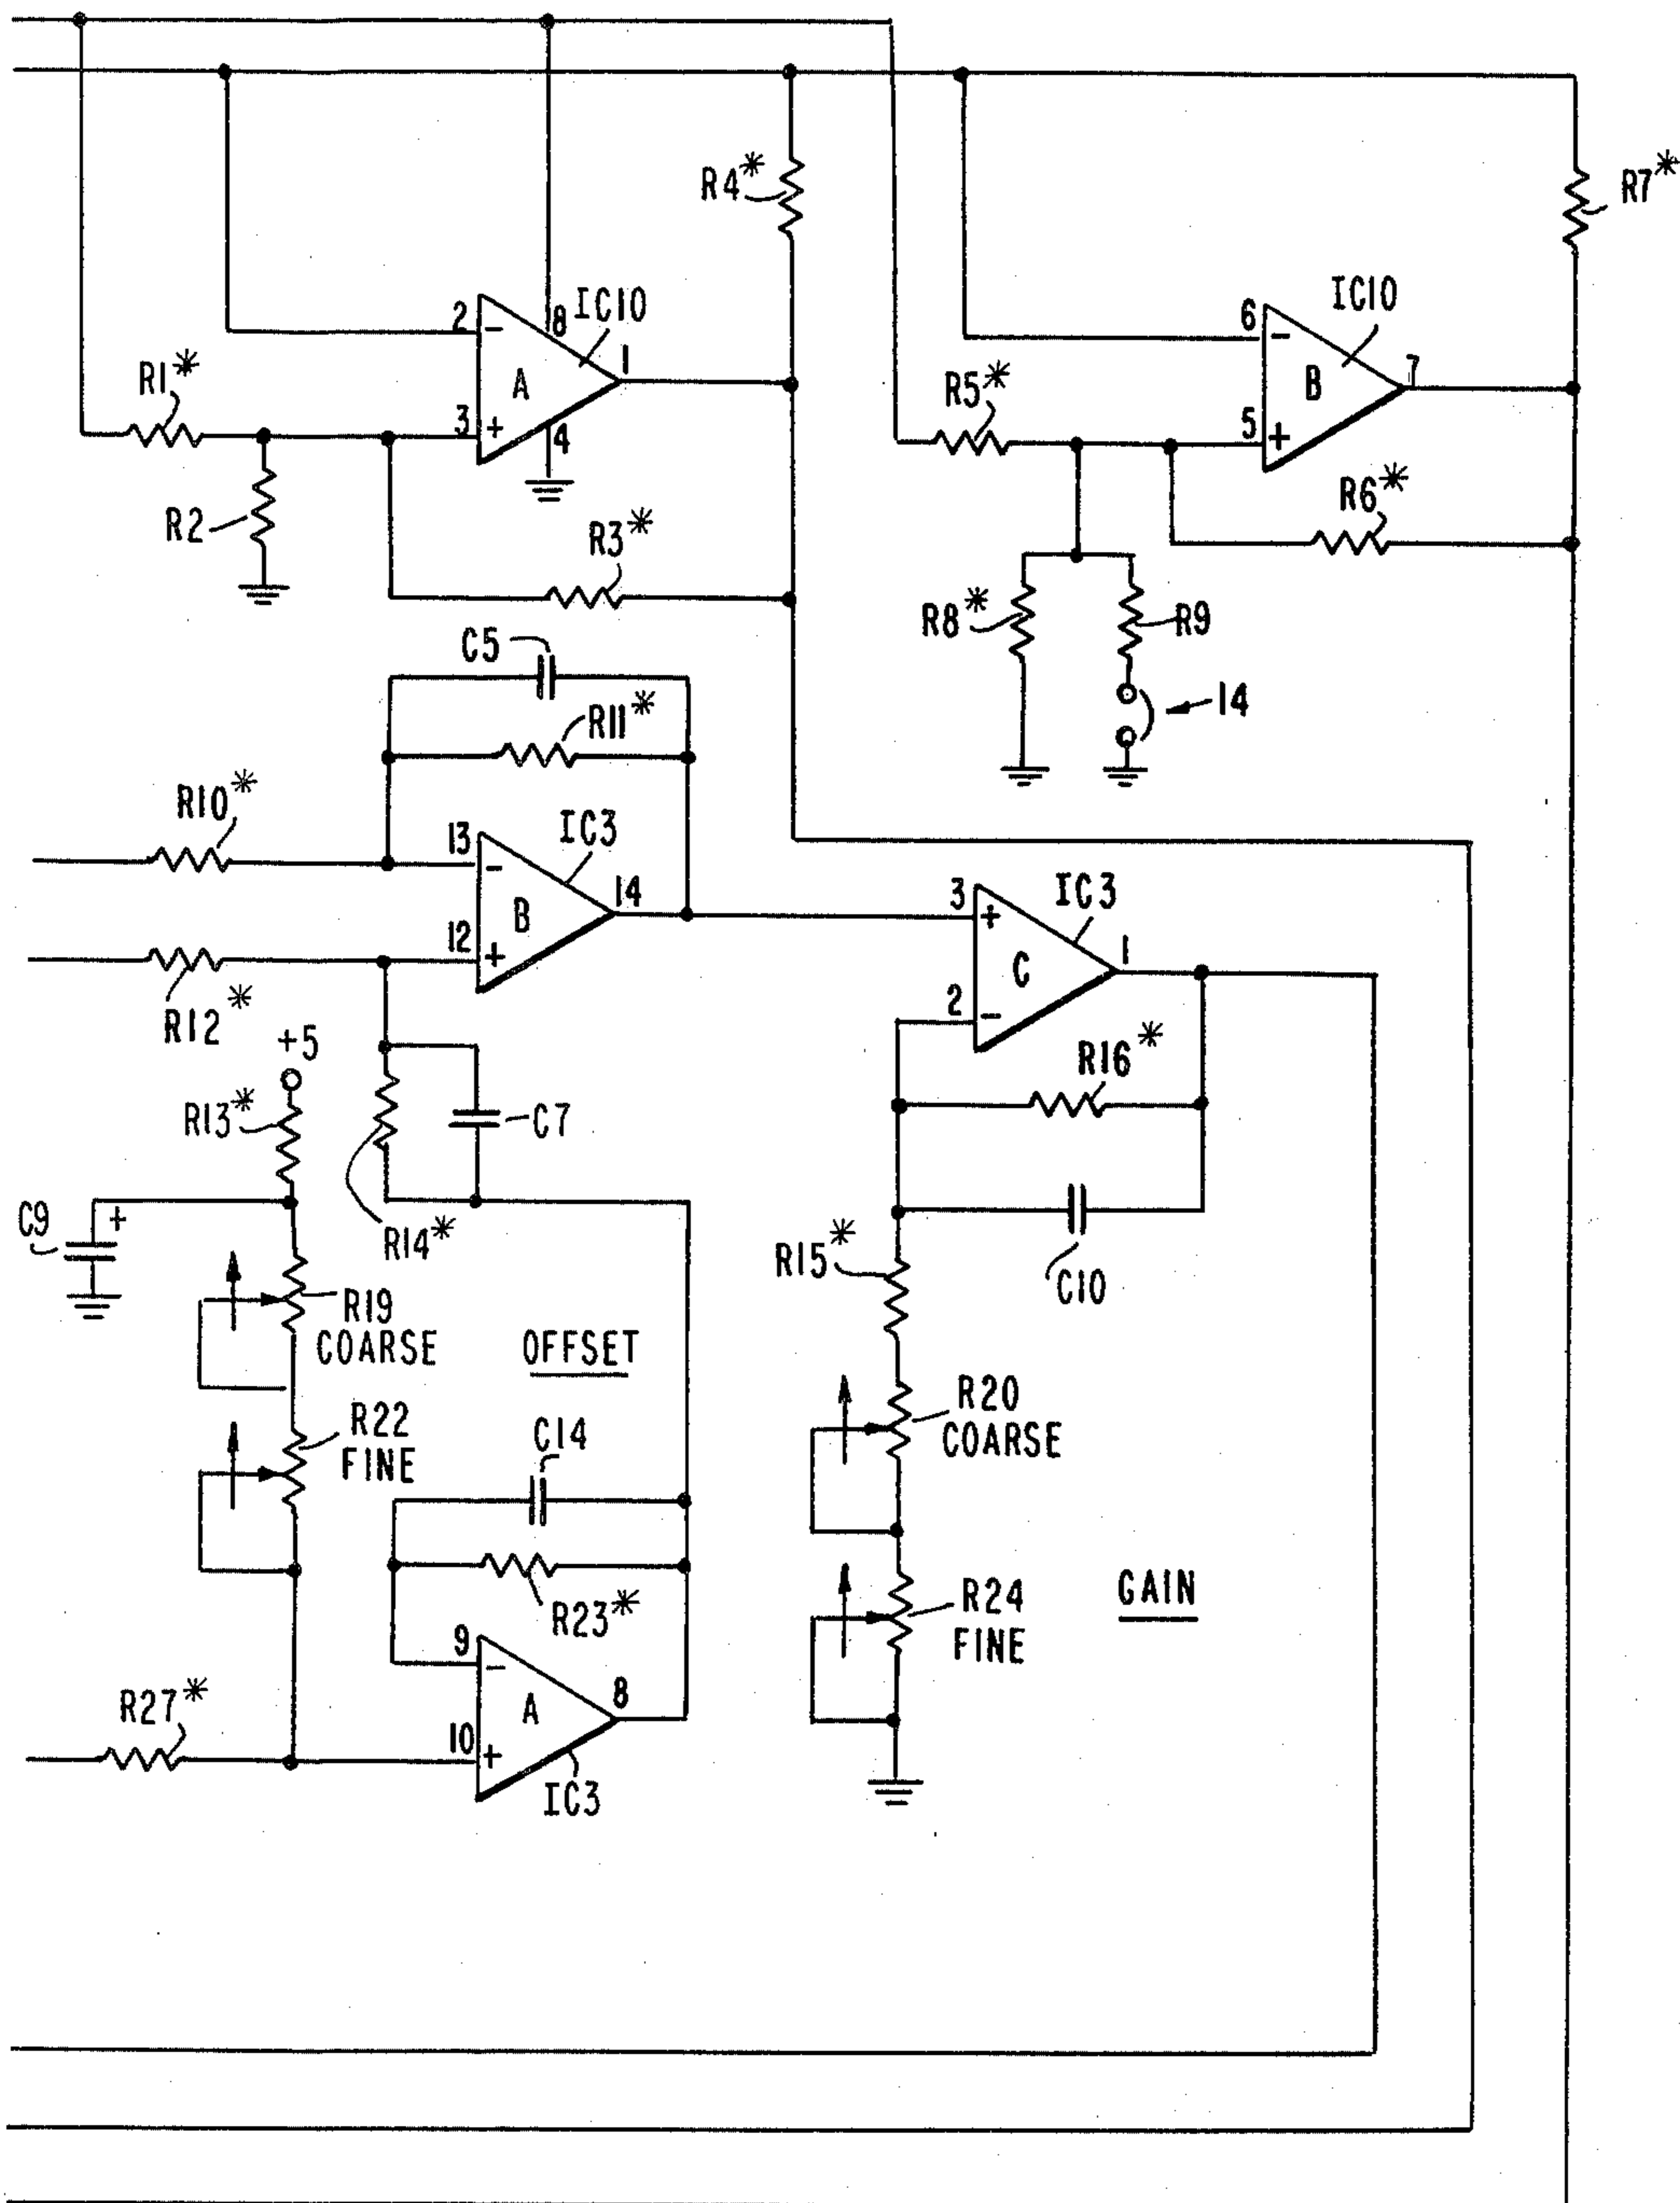 R4*
R7*
IC10
2
−
8
1
A
R1*
3
+
4
R2
R3*
IC10
6
−
7
B
R5*
5
+
R6*
R8*
R9
14
C5
R11*
R10*
IC3
13
−
14
B
12
+
R12*
IC3
3
+
1
C
2
−
R16*
+5
R13*
C7
C9
+
R14*
R15*
C10
R19
COARSE
OFFSET
R20
COARSE
R22
FINE
C14
R23*
R24
FINE
GAIN
9
−
8
A
R27*
10
+
IC3